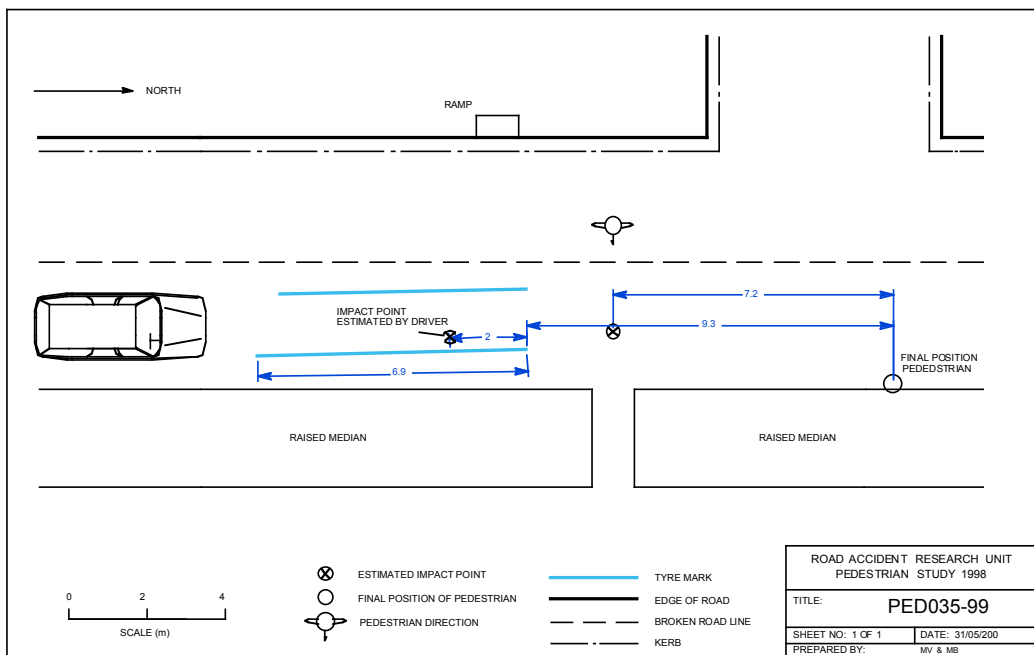 NORTH
RAMP
7.2
IMPACT POINT
ESTIMATED BY DRIVER
2
9.3
FINAL POSITION
PEDEDSTRIAN
6.9
RAISED MEDIAN
RAISED MEDIAN
ESTIMATED IMPACT POINT
FINAL POSITION OF PEDESTRIAN
PEDESTRIAN DIRECTION
TYRE MARK
EDGE OF ROAD
BROKEN ROAD LINE
KERB
0 2 4
SCALE (m)
ROAD ACCIDENT RESEARCH UNIT
PEDESTRIAN STUDY 1998
TITLE: PED035-99
SHEET NO: 1 OF 1 DATE: 31/05/200
PREPARED BY: MV & MB